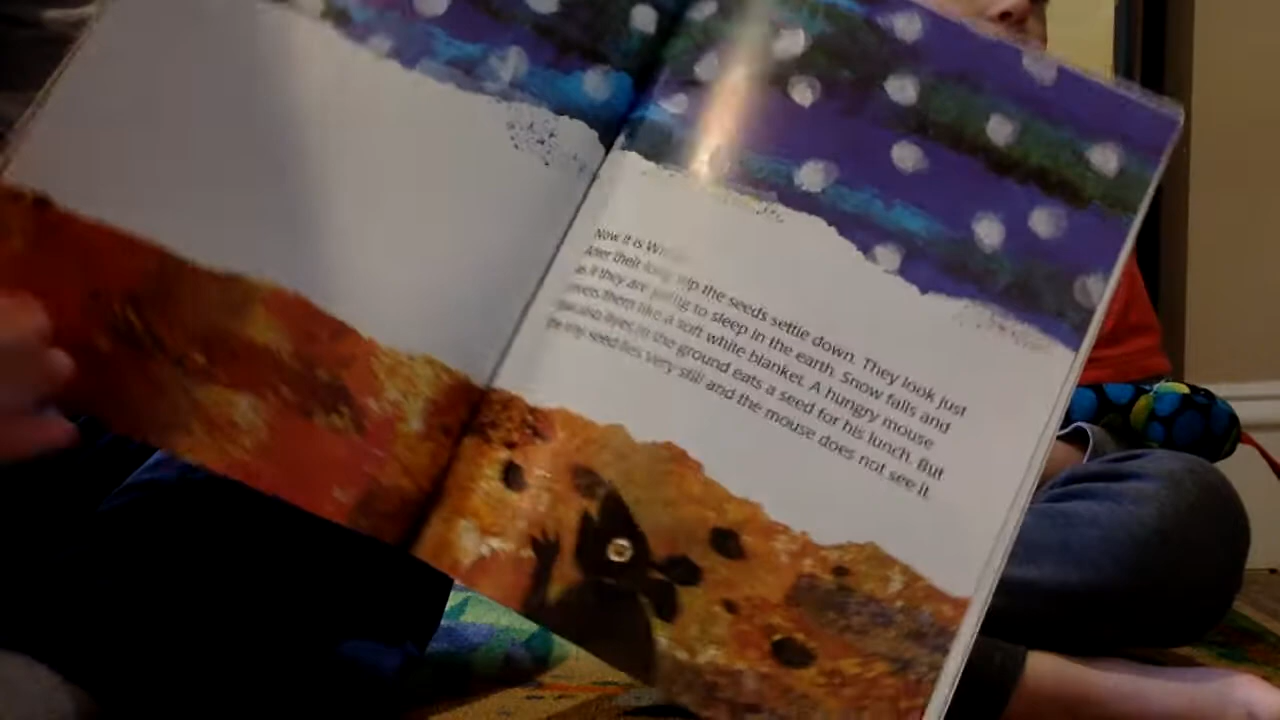 Now it is
After their long trip the seeds settle down. They look just
as if they are going to sleep in the earth. Snow falls and
covers them like a soft white blanket. A hungry mouse
that also lives in the ground eats a seed for his lunch. But
the tiny seed lies very still and the mouse does not see it.